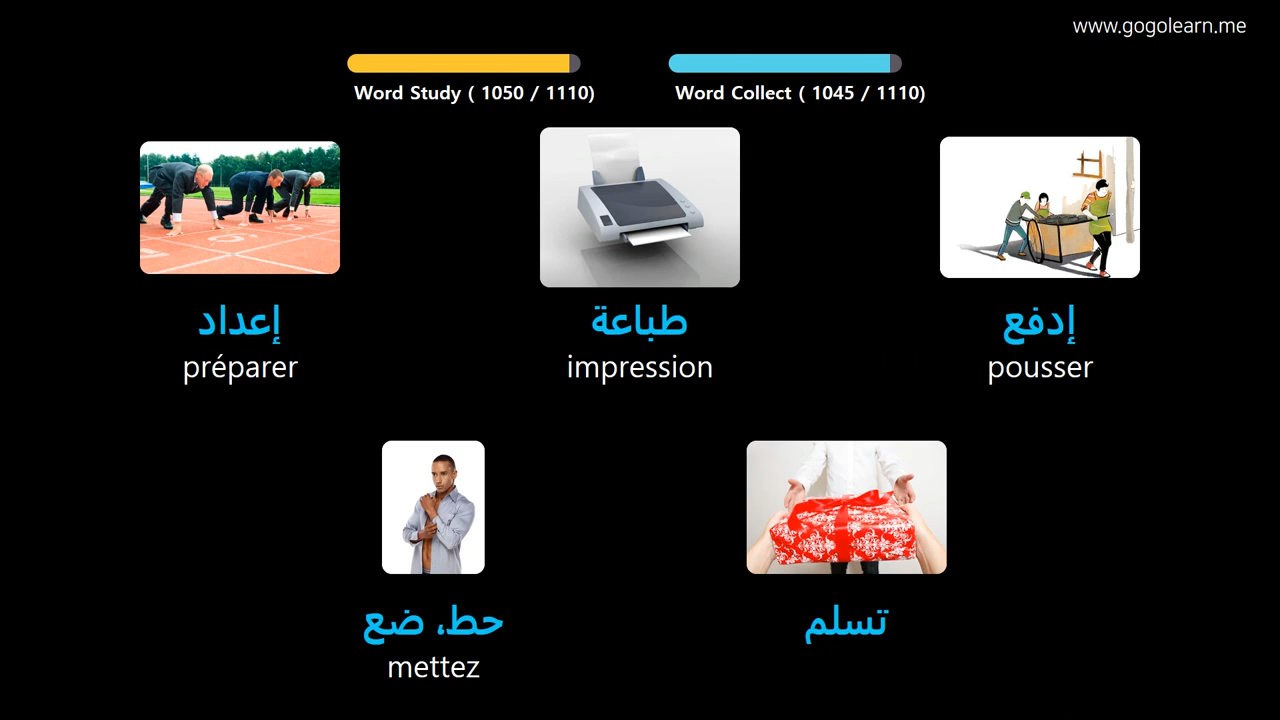 www.gogolearn.me
Word Study ( 1050 / 1110)
Word Collect ( 1045 / 1110)
إعداد
préparer
طباعة
impression
إدفع
pousser
حط، ضع
mettez
تسلم